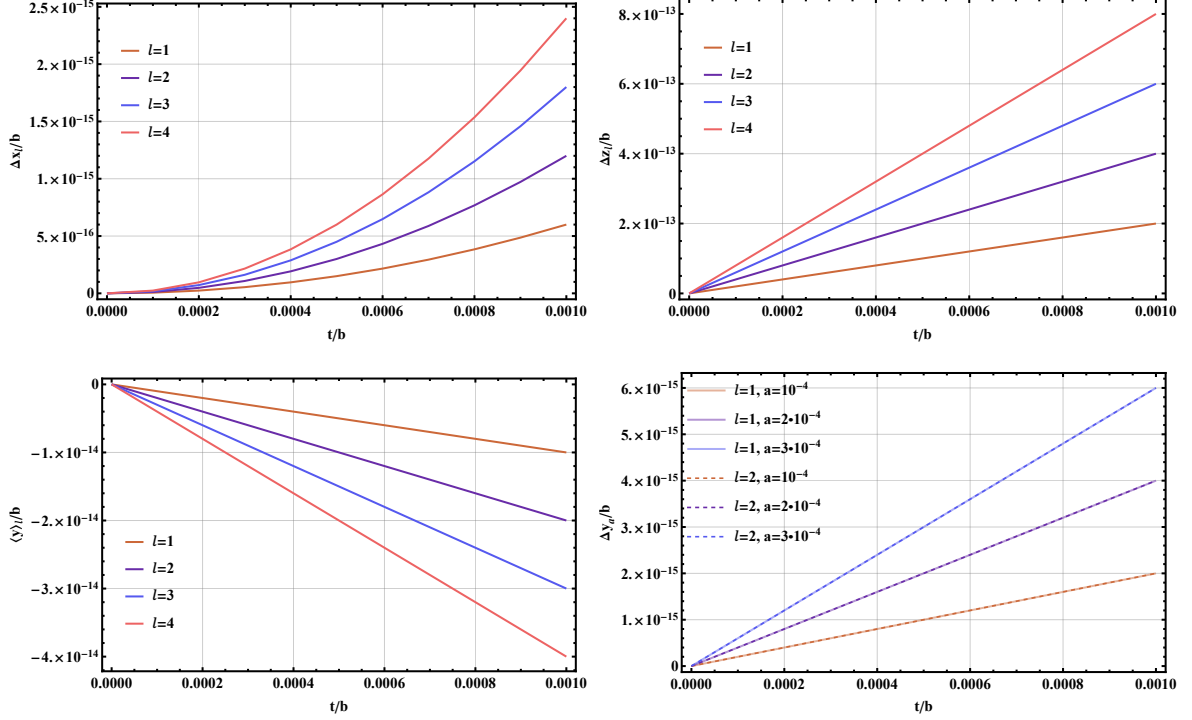 2.5×10⁻¹⁵
2.×10⁻¹⁵
1.5×10⁻¹⁵
1.×10⁻¹⁵
5.×10⁻¹⁶
0
Δxₗ/b
l=1
l=2
l=3
l=4
0.0000 0.0002 0.0004 0.0006 0.0008 0.0010
t/b
8.×10⁻¹³
6.×10⁻¹³
4.×10⁻¹³
2.×10⁻¹³
0
Δzₗ/b
l=1
l=2
l=3
l=4
0.0000 0.0002 0.0004 0.0006 0.0008 0.0010
t/b
0
-1.×10⁻¹⁴
-2.×10⁻¹⁴
-3.×10⁻¹⁴
-4.×10⁻¹⁴
⟨y⟩ₗ/b
l=1
l=2
l=3
l=4
0.0000 0.0002 0.0004 0.0006 0.0008 0.0010
t/b
6.×10⁻¹⁵
5.×10⁻¹⁵
4.×10⁻¹⁵
3.×10⁻¹⁵
2.×10⁻¹⁵
1.×10⁻¹⁵
0
Δyₐ/b
l=1, a=10⁻⁴
l=1, a=2•10⁻⁴
l=1, a=3•10⁻⁴
l=2, a=10⁻⁴
l=2, a=2•10⁻⁴
l=2, a=3•10⁻⁴
0.0000 0.0002 0.0004 0.0006 0.0008 0.0010
t/b